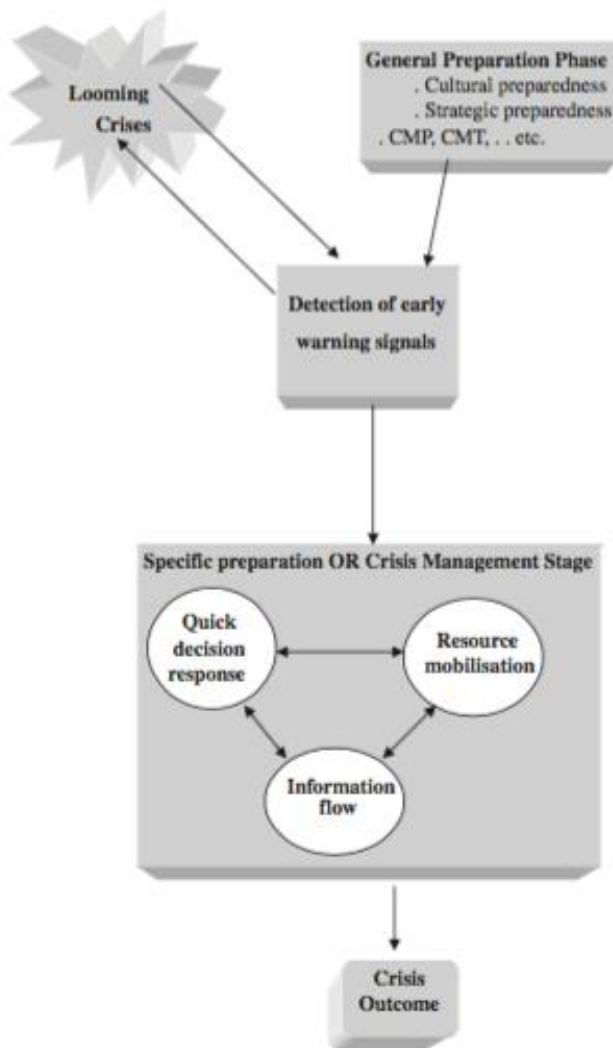 Looming
Crises
General Preparation Phase
. Cultural preparedness
. Strategic preparedness
. CMP, CMT, . . etc.
Detection of early
warning signals
Specific preparation OR Crisis Management Stage
Quick
decision
response
Resource
mobilisation
Information
flow
Crisis
Outcome